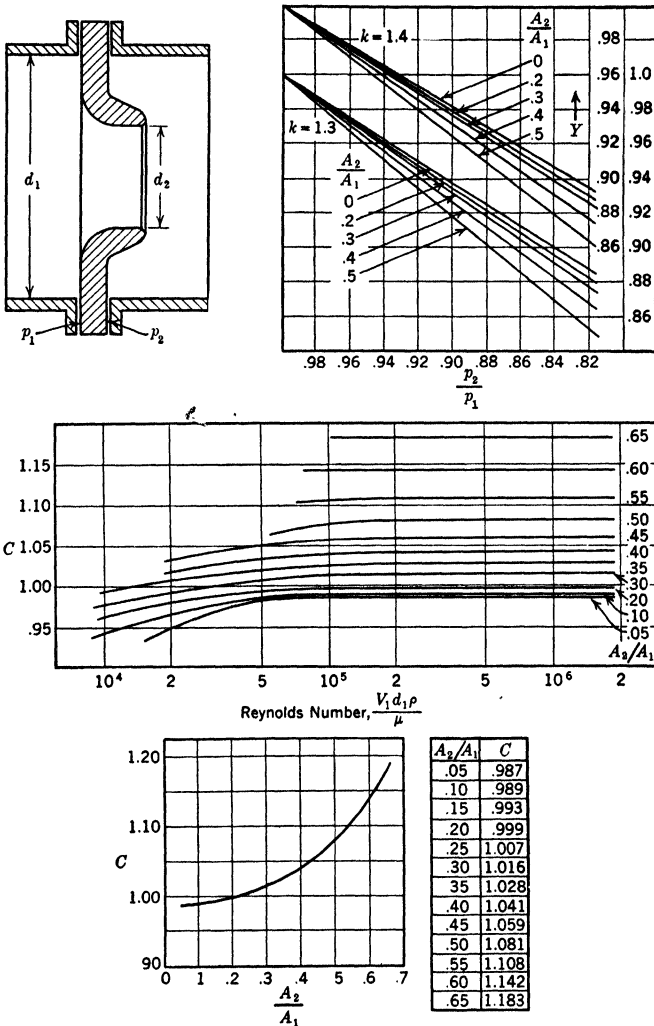 d₁
d₂
p₁
p₂
k = 1.4
A₂/A₁
0
.2
.3
.4
.5
k = 1.3
A₂/A₁
0
.2
.3
.4
.5
Y
.98
.96 1.0
.94 .98
.92 .96
.90 .94
.88 .92
.86 .90
.88
.86
.98 .96 .94 .92 .90 .88 .86 .84 .82
p₂/p₁
1.15
1.10
1.05
1.00
.95
C
.65
.60
.55
.50
.45
.40
.35
.30
.20
.10
.05
A₂/A₁
10⁴ 2 5 10⁵ 2 5 10⁶ 2
Reynolds Number, V₁d₁ρ/μ
1.20
1.10
C
1.00
90
0 1 .2 .3 .4 5 .6 .7
A₂/A₁
A₂/A₁ C
.05 .987
.10 .989
.15 .993
.20 .999
.25 1.007
.30 1.016
35 1.028
.40 1.041
.45 1.059
.50 1.081
.55 1.108
.60 1.142
.65 1.183